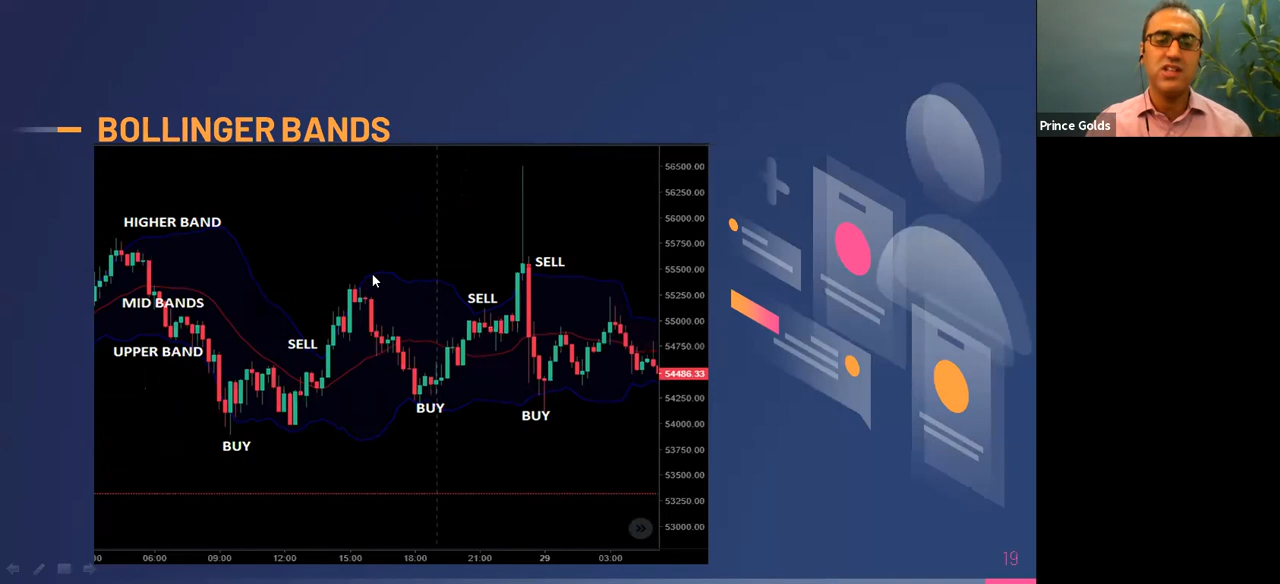 BOLLINGER BANDS
Prince Golds
HIGHER BAND
MID BANDS
UPPER BAND
SELL
SELL
SELL
BUY
BUY
BUY
56500.00
56250.00
56000.00
55750.00
55500.00
55250.00
55000.00
54750.00
54486.33
54250.00
54000.00
53750.00
53500.00
53250.00
53000.00
06:00 09:00 12:00 15:00 18:00 21:00 29 03:00
19